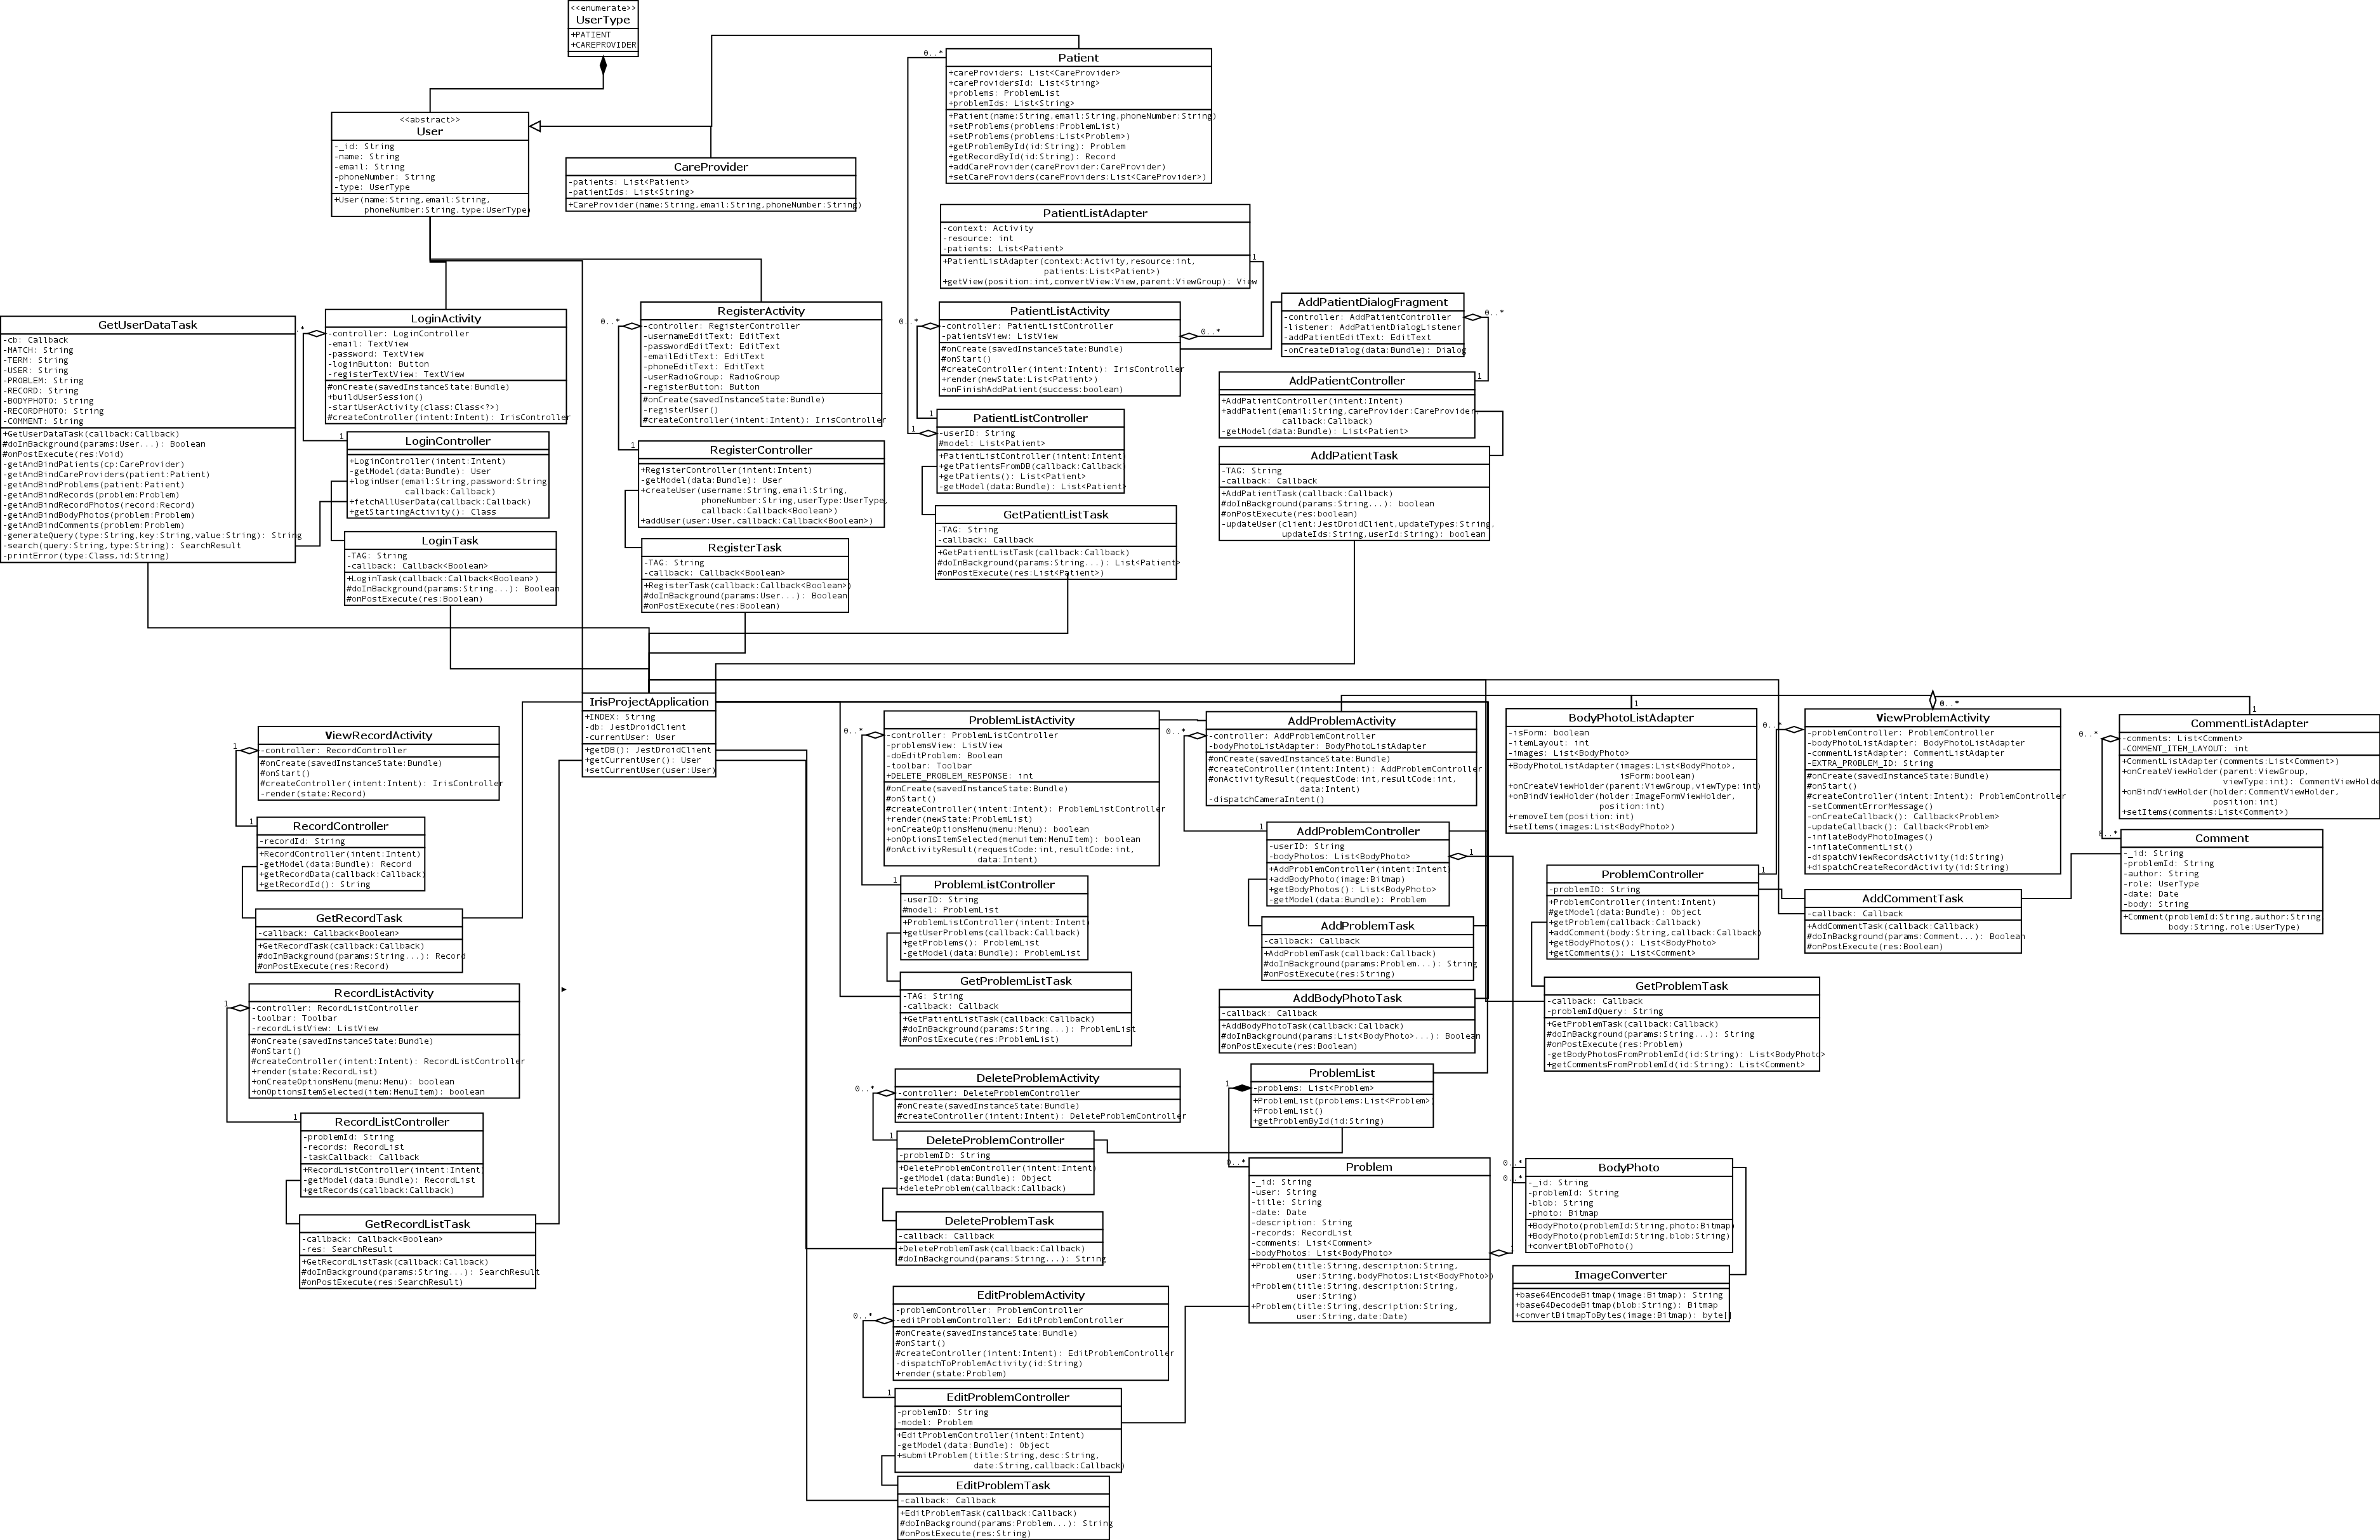 <<enumerate>>
UserType
+PATIENT
+CAREPROVIDER
<<abstract>>
User
-_id: String
-name: String
-email: String
-phoneNumber: String
-type: UserType
+User(name:String,email:String,
phoneNumber:String,type:UserType)
CareProvider
-patients: List<Patient>
-patientIds: List<String>
+CareProvider(name:String,email:String,phoneNumber:String)
0..*
Patient
+careProviders: List<CareProvider>
+careProvidersId: List<String>
+problems: ProblemList
+problemIds: List<String>
+Patient(name:String,email:String,phoneNumber:String)
+setProblems(problems:ProblemList)
+setProblems(problems:List<Problem>)
+getProblemById(id:String): Problem
+getRecordById(id:String): Record
+addCareProvider(careProvider:CareProvider)
+setCareProviders(careProviders:List<CareProvider>)
PatientListAdapter
-context: Activity
-resource: int
-patients: List<Patient>
+PatientListAdapter(context:Activity,resource:int,
patients:List<Patient>)
+getView(position:int,convertView:View,parent:ViewGroup): View
1
GetUserDataTask
-cb: Callback
-MATCH: String
-TERM: String
-USER: String
-PROBLEM: String
-RECORD: String
-BODYPHOTO: String
-RECORDPHOTO: String
-COMMENT: String
+GetUserDataTask(callback:Callback)
#doInBackground(params:User...): Boolean
#onPostExecute(res:Void)
-getAndBindPatients(cp:CareProvider)
-getAndBindCareProviders(patient:Patient)
-getAndBindProblems(patient:Patient)
-getAndBindRecords(problem:Problem)
-getAndBindRecordPhotos(record:Record)
-getAndBindBodyPhotos(problem:Problem)
-getAndBindComments(problem:Problem)
-generateQuery(type:String,key:String,value:String): String
-search(query:String,type:String): SearchResult
-printError(type:Class,id:String)
.*
LoginActivity
-controller: LoginController
-email: TextView
-password: TextView
-loginButton: Button
-registerTextView: TextView
#onCreate(savedInstanceState:Bundle)
+buildUserSession()
-startUserActivity(class:Class<?>)
#createController(intent:Intent): IrisController
1
LoginController
+LoginController(intent:Intent)
-getModel(data:Bundle): User
+loginUser(email:String,password:String
callback:Callback)
+fetchAllUserData(callback:Callback)
+getStartingActivity(): Class
LoginTask
-TAG: String
-callback: Callback<Boolean>
+LoginTask(callback:Callback<Boolean>)
#doInBackground(params:String...): Boolean
#onPostExecute(res:Boolean)
0..*
RegisterActivity
-controller: RegisterController
-usernameEditText: EditText
-passwordEditText: EditText
-emailEditText: EditText
-phoneEditText: EditText
-userRadioGroup: RadioGroup
-registerButton: Button
#onCreate(savedInstanceState:Bundle)
-registerUser()
#createController(intent:Intent): IrisController
1
RegisterController
+RegisterController(intent:Intent)
-getModel(data:Bundle): User
+createUser(username:String,email:String,
phoneNumber:String,userType:UserType,
callback:Callback<Boolean>)
+addUser(user:User,callback:Callback<Boolean>)
RegisterTask
-TAG: String
-callback: Callback<Boolean>
+RegisterTask(callback:Callback<Boolean>)
#doInBackground(params:User...): Boolean
#onPostExecute(res:Boolean)
0..*
PatientListActivity
-controller: PatientListController
-patientsView: ListView
#onCreate(savedInstanceState:Bundle)
#onStart()
#createController(intent:Intent): IrisController
+render(newState:List<Patient>)
+onFinishAddPatient(success:boolean)
0..*
1
1
PatientListController
-userID: String
#model: List<Patient>
+PatientListController(intent:Intent)
+getPatientsFromDB(callback:Callback)
+getPatients(): List<Patient>
-getModel(data:Bundle): List<Patient>
GetPatientListTask
-TAG: String
-callback: Callback
+GetPatientListTask(callback:Callback)
#doInBackground(params:String...): List<Patient>
#onPostExecute(res:List<Patient>)
AddPatientDialogFragment
-controller: AddPatientController
-listener: AddPatientDialogListener
-addPatientEditText: EditText
-onCreateDialog(data:Bundle): Dialog
0..*
1
AddPatientController
+AddPatientController(intent:Intent)
+addPatient(email:String,careProvider:CareProvider,
callback:Callback)
-getModel(data:Bundle): List<Patient>
AddPatientTask
-TAG: String
-callback: Callback
+AddPatientTask(callback:Callback)
#doInBackground(params:String...): boolean
#onPostExecute(res:boolean)
-updateUser(client:JestDroidClient,updateTypes:String,
updateIds:String,userId:String): boolean
IrisProjectApplication
+INDEX: String
-db: JestDroidClient
-currentUser: User
+getDB(): JestDroidClient
+getCurrentUser(): User
+setCurrentUser(user:User)
1
ViewRecordActivity
-controller: RecordController
#onCreate(savedInstanceState:Bundle)
#onStart()
#createController(intent:Intent): IrisController
-render(state:Record)
1
RecordController
-recordId: String
+RecordController(intent:Intent)
-getModel(data:Bundle): Record
+getRecordData(callback:Callback)
+getRecordId(): String
GetRecordTask
-callback: Callback<Boolean>
+GetRecordTask(callback:Callback)
#doInBackground(params:String...): Record
#onPostExecute(res:Record)
1
RecordListActivity
-controller: RecordListController
-toolbar: Toolbar
-recordListView: ListView
#onCreate(savedInstanceState:Bundle)
#onStart()
#createController(intent:Intent): RecordListController
+render(state:RecordList)
+onCreateOptionsMenu(menu:Menu): boolean
+onOptionsItemSelected(item:MenuItem): boolean
1
RecordListController
-problemId: String
-records: RecordList
-taskCallback: Callback
+RecordListController(intent:Intent)
-getModel(data:Bundle): RecordList
+getRecords(callback:Callback)
GetRecordListTask
-callback: Callback<Boolean>
-res: SearchResult
+GetRecordListTask(callback:Callback)
#doInBackground(params:String...): SearchResult
#onPostExecute(res:SearchResult)
0..*
ProblemListActivity
-controller: ProblemListController
-problemsView: ListView
-doEditProblem: Boolean
-toolbar: Toolbar
+DELETE_PROBLEM_RESPONSE: int
#onCreate(savedInstanceState:Bundle)
#onStart()
#createController(intent:Intent): ProblemListController
+render(newState:ProblemList)
+onCreateOptionsMenu(menu:Menu): boolean
+onOptionsItemSelected(menuitem:MenuItem): boolean
#onActivityResult(requestCode:int,resultCode:int,
data:Intent)
1
ProblemListController
-userID: String
#model: ProblemList
+ProblemListController(intent:Intent)
+getUserProblems(callback:Callback)
+getProblems(): ProblemList
-getModel(data:Bundle): ProblemList
GetProblemListTask
-TAG: String
-callback: Callback
+GetPatientListTask(callback:Callback)
#doInBackground(params:String...): ProblemList
#onPostExecute(res:ProblemList)
0..*
DeleteProblemActivity
-controller: DeleteProblemController
#onCreate(savedInstanceState:Bundle)
#createController(intent:Intent): DeleteProblemController
1
DeleteProblemController
-problemID: String
+DeleteProblemController(intent:Intent)
-getModel(data:Bundle): Object
+deleteProblem(callback:Callback)
DeleteProblemTask
-callback: Callback
+DeleteProblemTask(callback:Callback)
#doInBackground(params:String...): String
0..*
EditProblemActivity
-problemController: ProblemController
-editProblemController: EditProblemController
#onCreate(savedInstanceState:Bundle)
#onStart()
#createController(intent:Intent): EditProblemController
-dispatchToProblemActivity(id:String)
+render(state:Problem)
1
EditProblemController
-problemID: String
-model: Problem
+EditProblemController(intent:Intent)
-getModel(data:Bundle): Object
+submitProblem(title:String,desc:String,
date:String,callback:Callback)
EditProblemTask
-callback: Callback
+EditProblemTask(callback:Callback)
#doInBackground(params:Problem...): String
#onPostExecute(res:String)
0..*
AddProblemActivity
-controller: AddProblemController
-bodyPhotoListAdapter: BodyPhotoListAdapter
#onCreate(savedInstanceState:Bundle)
#createController(intent:Intent): AddProblemController
#onActivityResult(requestCode:int,resultCode:int,
data:Intent)
-dispatchCameraIntent()
1
AddProblemController
-userID: String
-bodyPhotos: List<BodyPhoto>
+AddProblemController(intent:Intent)
+addBodyPhoto(image:Bitmap)
+getBodyPhotos(): List<BodyPhoto>
-getModel(data:Bundle): Problem
1
AddProblemTask
-callback: Callback
+AddProblemTask(callback:Callback)
#doInBackground(params:Problem...): String
#onPostExecute(res:String)
AddBodyPhotoTask
-callback: Callback
+AddBodyPhotoTask(callback:Callback)
#doInBackground(params:List<BodyPhoto>...): Boolean
#onPostExecute(res:Boolean)
1
ProblemList
-problems: List<Problem>
+ProblemList(problems:List<Problem>)
+ProblemList()
+getProblemById(id:String)
0..*
Problem
-_id: String
-user: String
-title: String
-date: Date
-description: String
-records: RecordList
-comments: List<Comment>
-bodyPhotos: List<BodyPhoto>
+Problem(title:String,description:String,
user:String,bodyPhotos:List<BodyPhoto>)
+Problem(title:String,description:String,
user:String)
+Problem(title:String,description:String,
user:String,date:Date)
1
1
BodyPhotoListAdapter
-isForm: boolean
-itemLayout: int
-images: List<BodyPhoto>
+BodyPhotoListAdapter(images:List<BodyPhoto>,
isForm:boolean)
+onCreateViewHolder(parent:ViewGroup,viewType:int)
+onBindViewHolder(holder:ImageFormViewHolder,
position:int)
+removeItem(position:int)
+setItems(images:List<BodyPhoto>)
0..*
0..*
ViewProblemActivity
-problemController: ProblemController
-bodyPhotoListAdapter: BodyPhotoListAdapter
-commentListAdapter: CommentListAdapter
-EXTRA_PROBLEM_ID: String
#onCreate(savedInstanceState:Bundle)
#onStart()
#createController(intent:Intent): ProblemController
-setCommentErrorMessage()
-onCreateCallback(): Callback<Problem>
-updateCallback(): Callback<Problem>
-inflateBodyPhotoImages()
-inflateCommentList()
-dispatchViewRecordsActivity(id:String)
+dispatchCreateRecordActivity(id:String)
1
ProblemController
-problemID: String
+ProblemController(intent:Intent)
#getModel(data:Bundle): Object
+getProblem(callback:Callback)
+addComment(body:String,callback:Callback)
+getBodyPhotos(): List<BodyPhoto>
+getComments(): List<Comment>
AddCommentTask
-callback: Callback
+AddCommentTask(callback:Callback)
#doInBackground(params:Comment...): Boolean
#onPostExecute(res:Boolean)
GetProblemTask
-callback: Callback
-problemIdQuery: String
+GetProblemTask(callback:Callback)
#doInBackground(params:String...): String
#onPostExecute(res:Problem)
-getBodyPhotosFromProblemId(id:String): List<BodyPhoto>
+getCommentsFromProblemId(id:String): List<Comment>
1
0..*
CommentListAdapter
-comments: List<Comment>
-COMMENT_ITEM_LAYOUT: int
+CommentListAdapter(comments:List<Comment>)
+onCreateViewHolder(parent:ViewGroup,
viewType:int): CommentViewHolde
+onBindViewHolder(holder:CommentViewHolder,
position:int)
+setItems(comments:List<Comment>)
0..*
Comment
-_id: String
-problemId: String
-author: String
-role: UserType
-date: Date
-body: String
+Comment(problemId:String,author:String
body:String,role:UserType)
0..*
0..*
BodyPhoto
-_id: String
-problemId: String
-blob: String
-photo: Bitmap
+BodyPhoto(problemId:String,photo:Bitmap)
+BodyPhoto(problemId:String,blob:String)
+convertBlobToPhoto()
ImageConverter
+base64EncodeBitmap(image:Bitmap): String
+base64DecodeBitmap(blob:String): Bitmap
+convertBitmapToBytes(image:Bitmap): byte[]